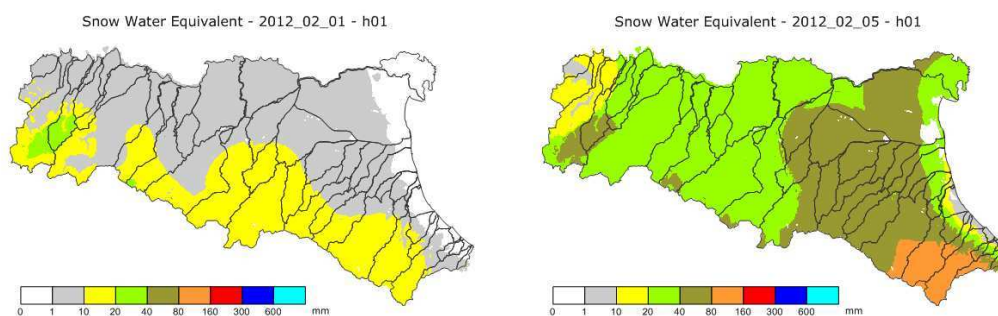 Snow Water Equivalent - 2012_02_01 - h01
0 1 10 20 40 80 160 300 600 mm
Snow Water Equivalent - 2012_02_05 - h01
0 1 10 20 40 80 160 300 600 mm